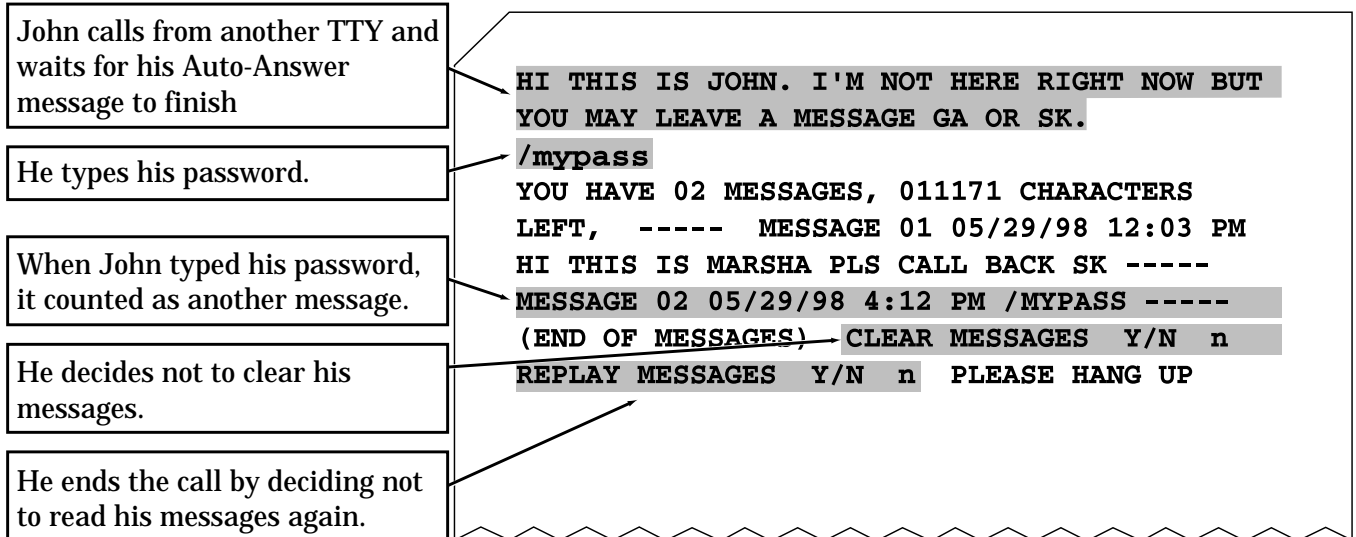 John calls from another TTY and
waits for his Auto-Answer
message to finish
He types his password.
When John typed his password,
it counted as another message.
He decides not to clear his
messages.
He ends the call by deciding not
to read his messages again.
HI THIS IS JOHN. I'M NOT HERE RIGHT NOW BUT
YOU MAY LEAVE A MESSAGE GA OR SK.
/mypass
YOU HAVE 02 MESSAGES, 011171 CHARACTERS
LEFT, ----- MESSAGE 01 05/29/98 12:03 PM
HI THIS IS MARSHA PLS CALL BACK SK -----
MESSAGE 02 05/29/98 4:12 PM /MYPASS -----
(END OF MESSAGES) CLEAR MESSAGES Y/N n
REPLAY MESSAGES Y/N n PLEASE HANG UP